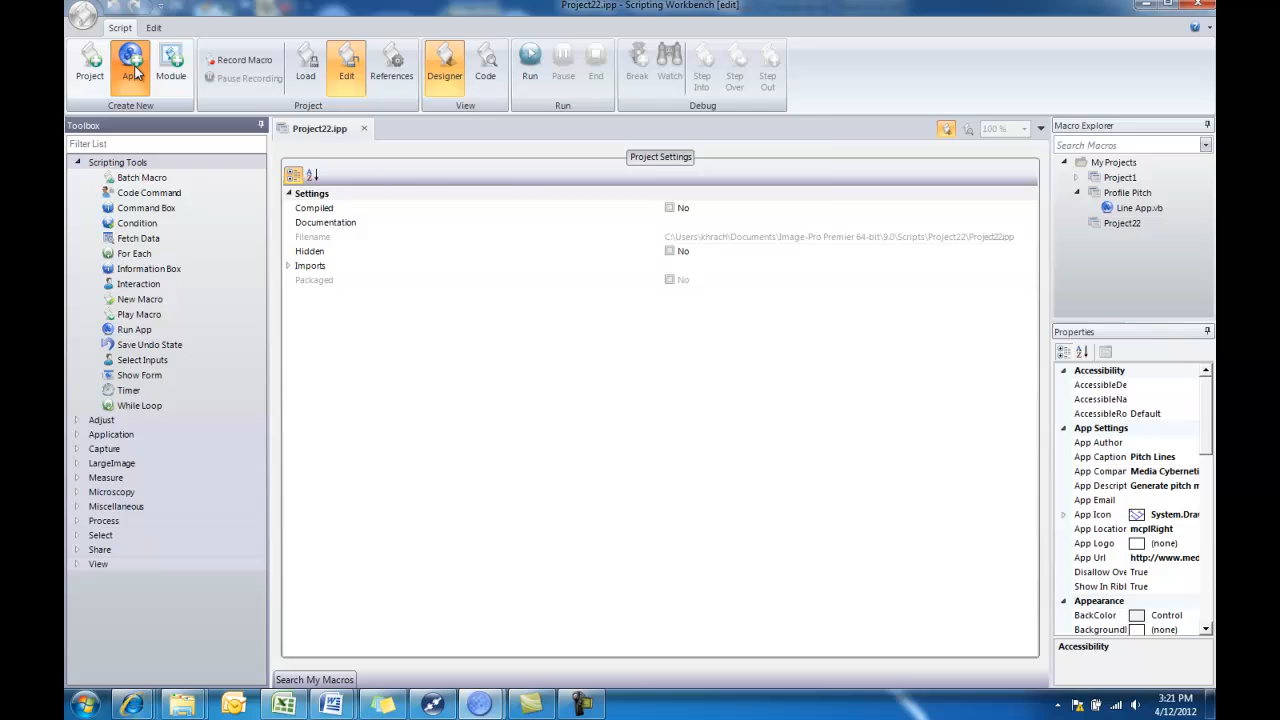 Project22.ipp - Scripting Workbench [edit]
Script Edit
Project App Module
Create New
Record Macro
Pause Recording
Load Edit References
Project
Designer Code
View
Run Pause End
Run
Break Watch Step Into Step Over Step Out
Debug
Toolbox
Filter List
Scripting Tools
Batch Macro
Code Command
Command Box
Condition
Fetch Data
For Each
Information Box
Interaction
New Macro
Play Macro
Run App
Save Undo State
Select Inputs
Show Form
Timer
While Loop
Adjust
Application
Capture
LargeImage
Measure
Microscopy
Miscellaneous
Process
Select
Share
View
Project22.ipp
100 %
Project Settings
Settings
Compiled No
Documentation
Filename C:\Users\khrach\Documents\Image-Pro Premier 64-bit\9.0\Scripts\Project22\Project22.ipp
Hidden No
Imports
Packaged No
Search My Macros
Macro Explorer
Search Macros
My Projects
Project1
Profile Pitch
Line App.vb
Project22
Properties
Accessibility
AccessibleDe
AccessibleNa
AccessibleRo Default
App Settings
App Author
App Caption Pitch Lines
App Compar Media Cyberneti
App Descript Generate pitch m
App Email
App Icon System.Dra
App Location mcplRight
App Logo (none)
App Url http://www.med
Disallow Ove True
Show In Rib True
Appearance
BackColor Control
Background (none)
Accessibility
3:21 PM
4/12/2012